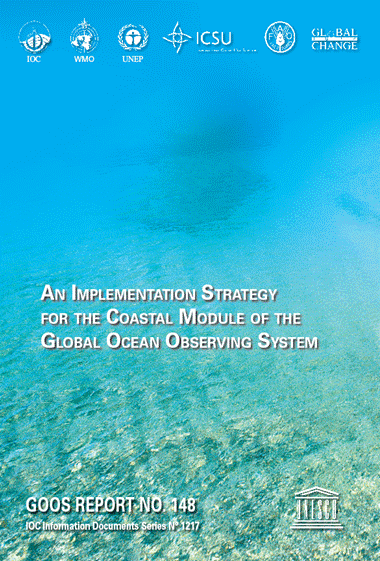 IOC
WMO
UNEP
ICSU
GLOBAL
CHANGE
AN IMPLEMENTATION STRATEGY
FOR THE COASTAL MODULE OF THE
GLOBAL OCEAN OBSERVING SYSTEM
GOOS REPORT NO. 148
IOC Information Documents Series N° 1217
UNESCO